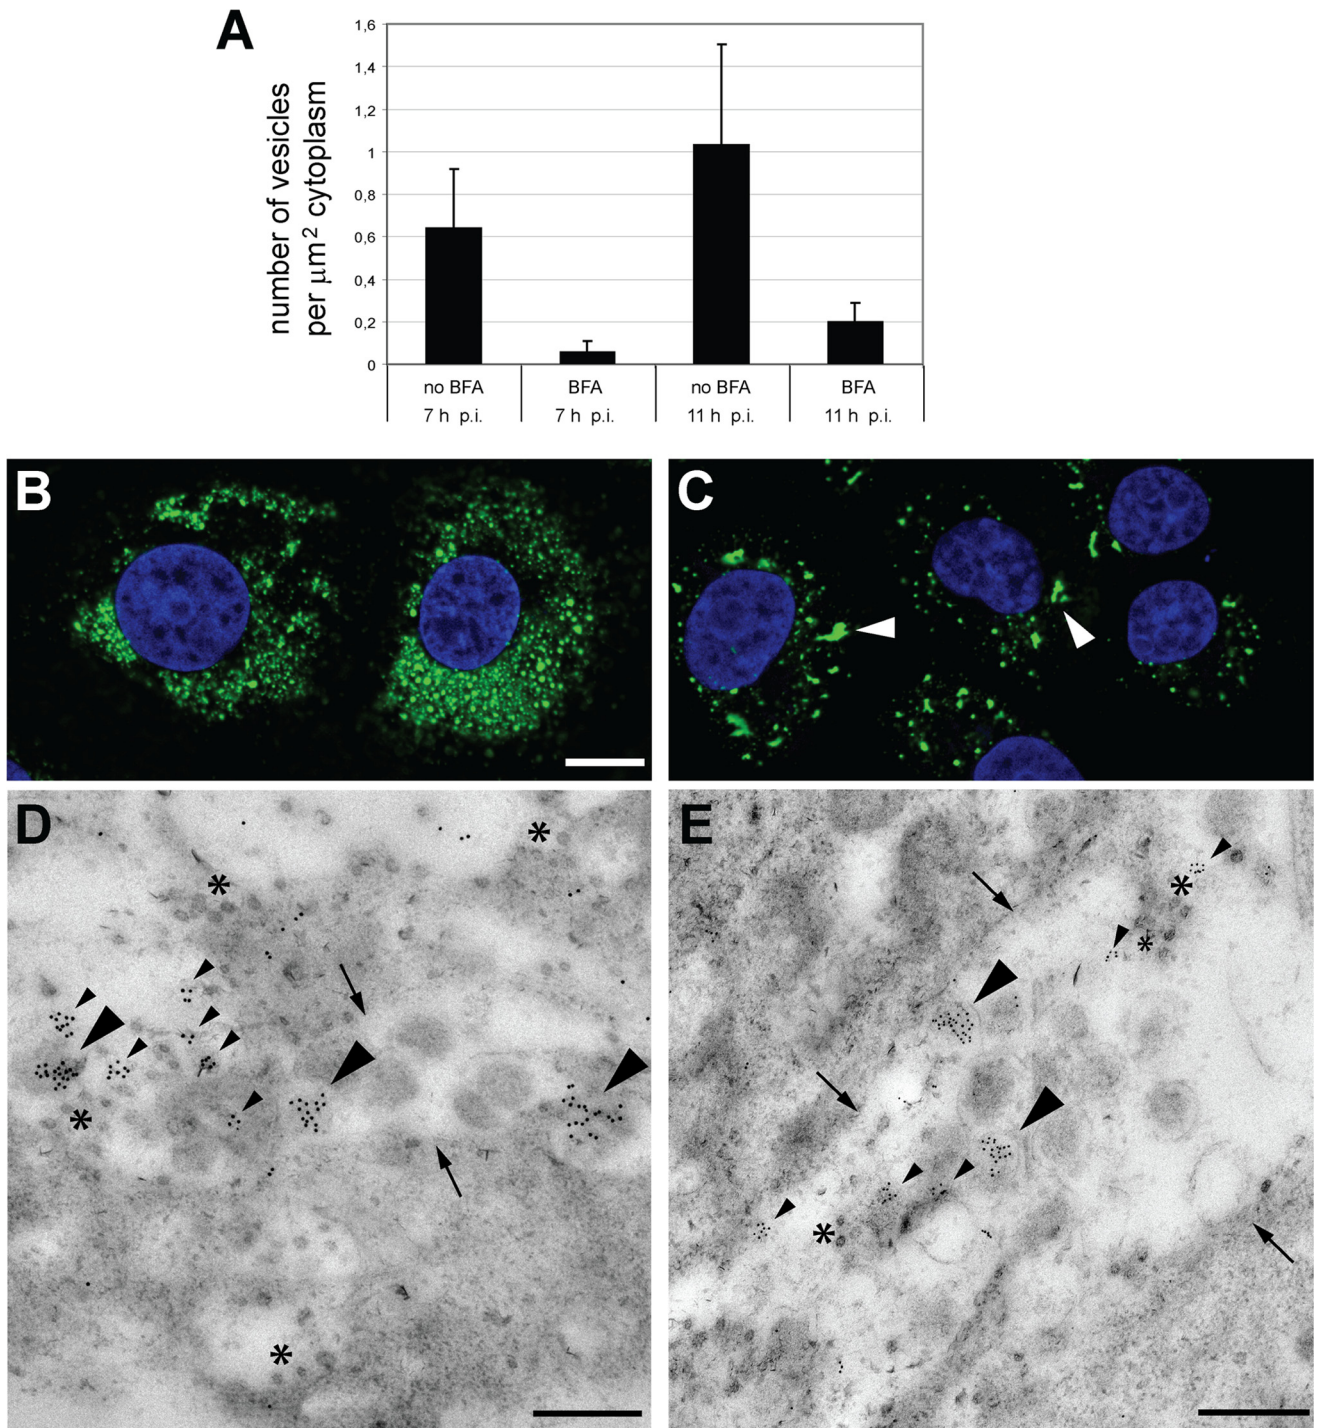 A
number of vesicles
per μm² cytoplasm
1,6
1,4
1,2
1
0,8
0,6
0,4
0,2
0
no BFA BFA no BFA BFA
7 h p.i. 7 h p.i. 11 h p.i. 11 h p.i.
B C
D E
* * * * * * *